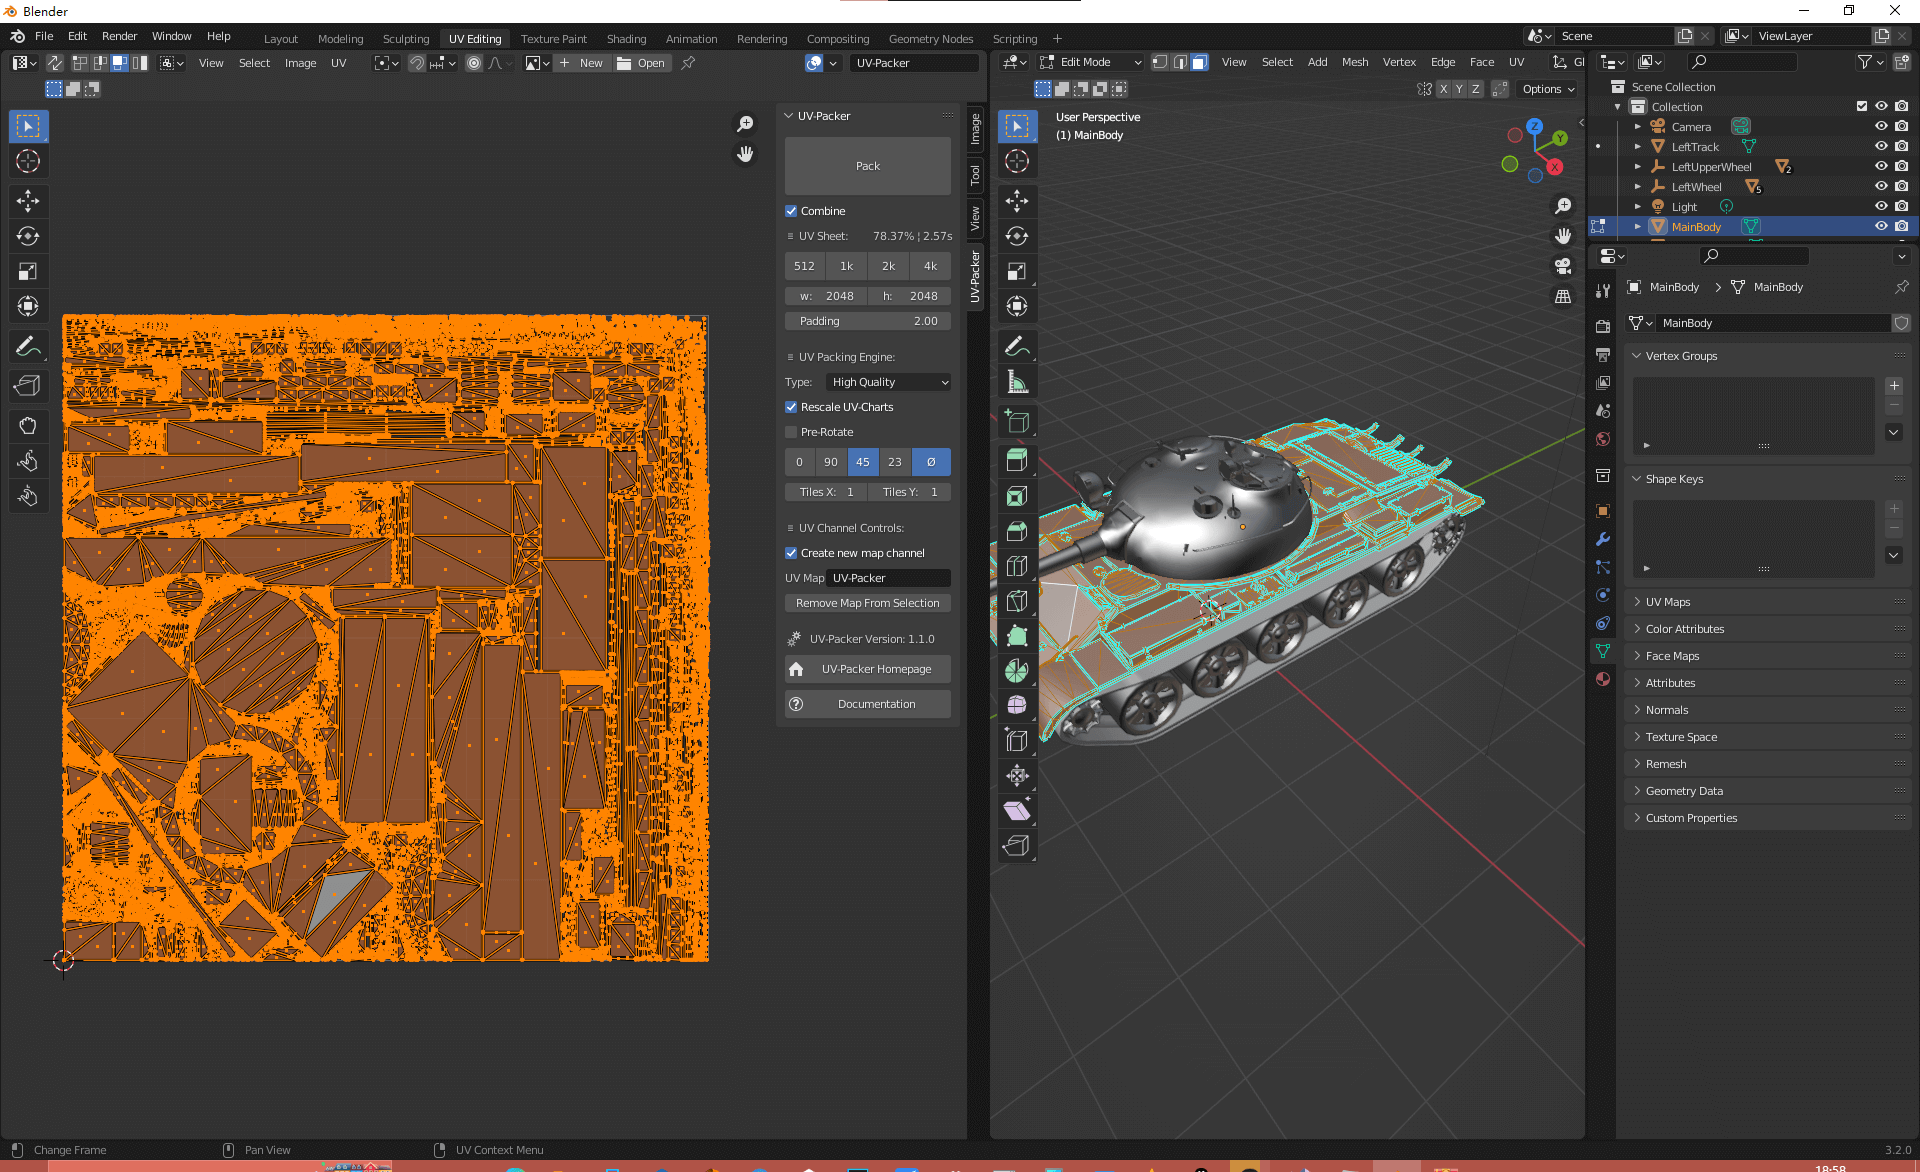 Blender
File Edit Render Window Help
Layout Modeling Sculpting UV Editing Texture Paint Shading Animation Rendering Compositing Geometry Nodes Scripting +
Scene
ViewLayer
View Select Image UV
New
Open
UV-Packer
Edit Mode
View Select Add Mesh Vertex Edge Face UV
X Y Z
Options
User Perspective
(1) MainBody
Z
Y
X
Image
Tool
View
UV-Packer
UV-Packer
Pack
Combine
UV Sheet: 78.37% ¦ 2.57s
512 1k 2k 4k
w: 2048 h: 2048
Padding 2.00
UV Packing Engine:
Type: High Quality
Rescale UV-Charts
Pre-Rotate
0 90 45 23 Ø
Tiles X: 1 Tiles Y: 1
UV Channel Controls:
Create new map channel
UV Map UV-Packer
Remove Map From Selection
UV-Packer Version: 1.1.0
UV-Packer Homepage
Documentation
Scene Collection
Collection
Camera
LeftTrack
LeftUpperWheel 2
LeftWheel 5
Light
MainBody
MainBody > MainBody
MainBody
Vertex Groups
Shape Keys
UV Maps
Color Attributes
Face Maps
Attributes
Normals
Texture Space
Remesh
Geometry Data
Custom Properties
Change Frame
Pan View
UV Context Menu
3.2.0
18:58